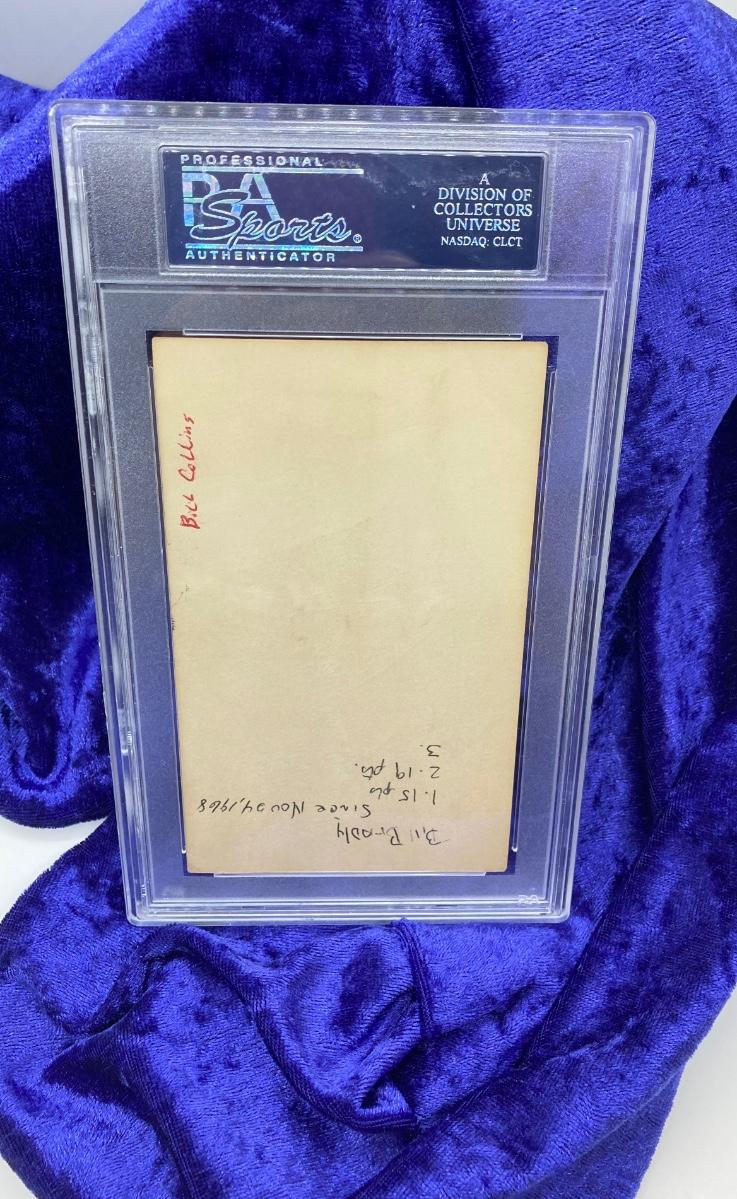 PROFESSIONAL
PSA
Sports®
AUTHENTICATOR
A
DIVISION OF
COLLECTORS
UNIVERSE
NASDAQ: CLCT
Bill Collins
Bill Bradly
Since Nov 24, 1968
1. 15 pts
2. 19 pts.
3.